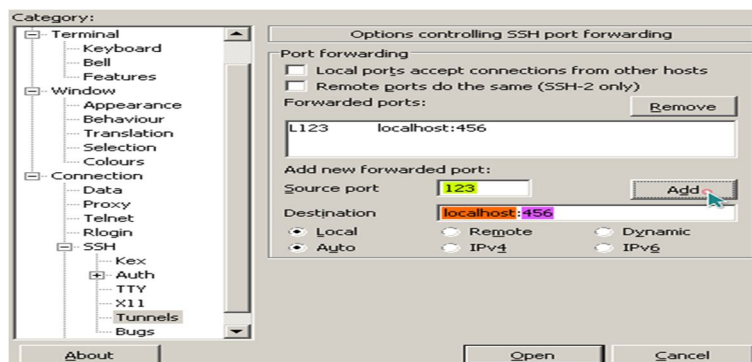 Category:
Terminal
Keyboard
Bell
Features
Window
Appearance
Behaviour
Translation
Selection
Colours
Connection
Data
Proxy
Telnet
Rlogin
SSH
Kex
Auth
TTY
X11
Tunnels
Bugs
Options controlling SSH port forwarding
Port forwarding
Local ports accept connections from other hosts
Remote ports do the same (SSH-2 only)
Forwarded ports:
Remove
L123 localhost:456
Add new forwarded port:
Source port 123 Add
Destination localhost:456
Local Remote Dynamic
Auto IPv4 IPv6
About Open Cancel